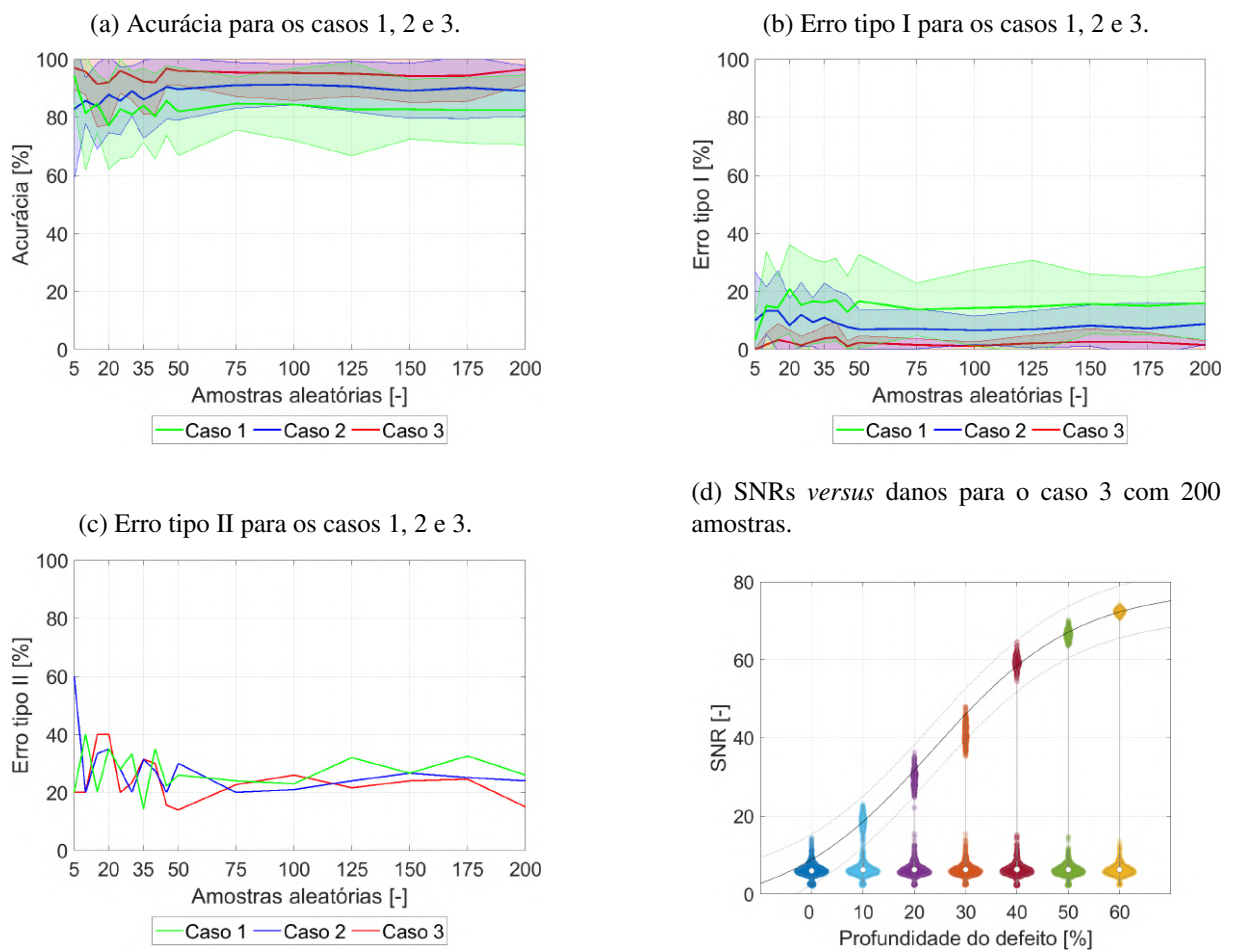 (a) Acurácia para os casos 1, 2 e 3.
100
80
60
40
20
0
Acurácia [%]
5 20 35 50 75 100 125 150 175 200
Amostras aleatórias [-]
Caso 1 Caso 2 Caso 3
(b) Erro tipo I para os casos 1, 2 e 3.
100
80
60
40
20
0
Erro tipo I [%]
5 20 35 50 75 100 125 150 175 200
Amostras aleatórias [-]
Caso 1 Caso 2 Caso 3
(c) Erro tipo II para os casos 1, 2 e 3.
100
80
60
40
20
0
Erro tipo II [%]
5 20 35 50 75 100 125 150 175 200
Amostras aleatórias [-]
Caso 1 Caso 2 Caso 3
(d) SNRs versus danos para o caso 3 com 200
amostras.
80
60
40
20
0
SNR [-]
0 10 20 30 40 50 60
Profundidade do defeito [%]